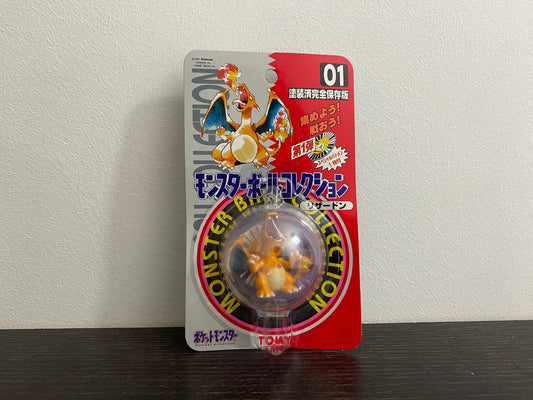 01
塗装済完全保存版
集めよう!
戦おう!
第1弾
モンスターボールコレクション
リザードン
MONSTER BALL COLLECTION
ポケットモンスター
TOMY